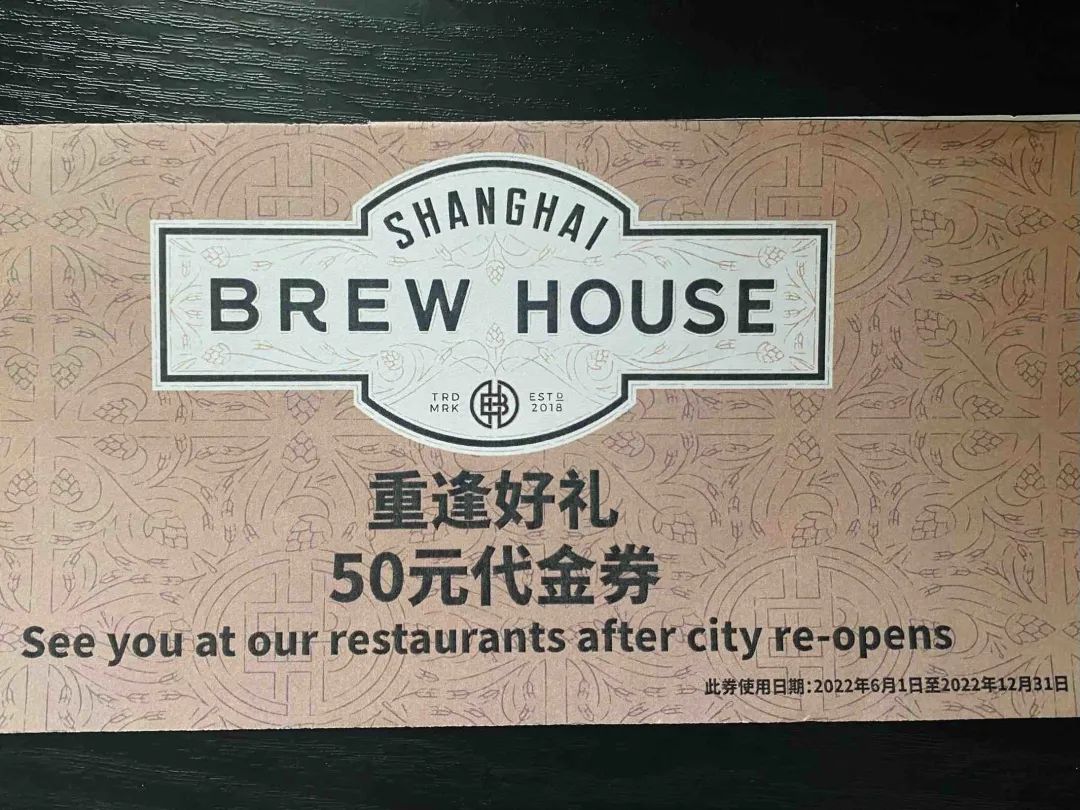 SHANGHAI
BREW HOUSE
TRD MRK
ESTD 2018
重逢好礼
50元代金券
See you at our restaurants after city re-opens
此券使用日期:2022年6月1日至2022年12月31日